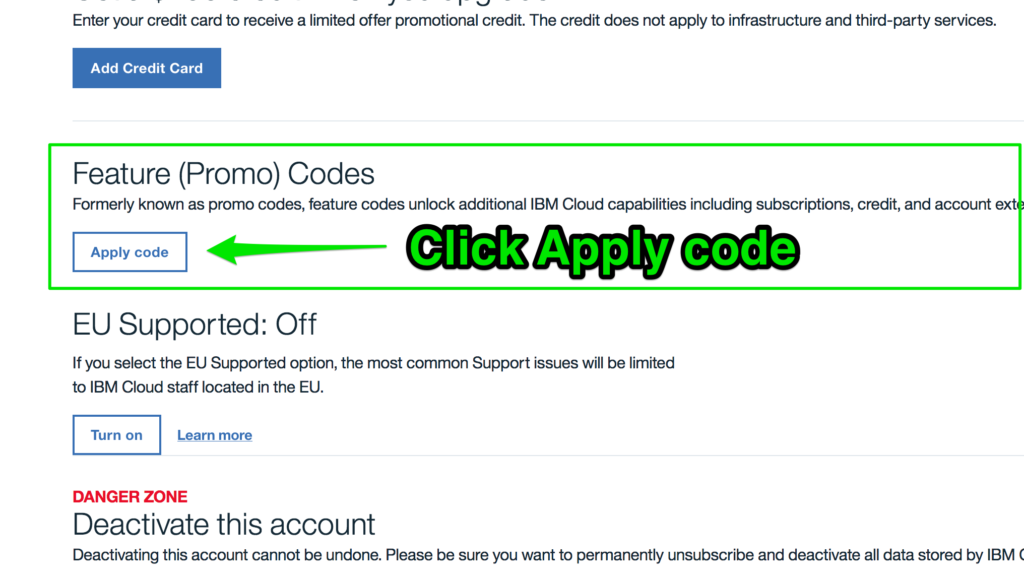 Enter your credit card to receive a limited offer promotional credit. The credit does not apply to infrastructure and third-party services.
Add Credit Card
Feature (Promo) Codes
Formerly known as promo codes, feature codes unlock additional IBM Cloud capabilities including subscriptions, credit, and account exte
Apply code
Click Apply code
EU Supported: Off
If you select the EU Supported option, the most common Support issues will be limited
to IBM Cloud staff located in the EU.
Turn on
Learn more
DANGER ZONE
Deactivate this account
Deactivating this account cannot be undone. Please be sure you want to permanently unsubscribe and deactivate all data stored by IBM C